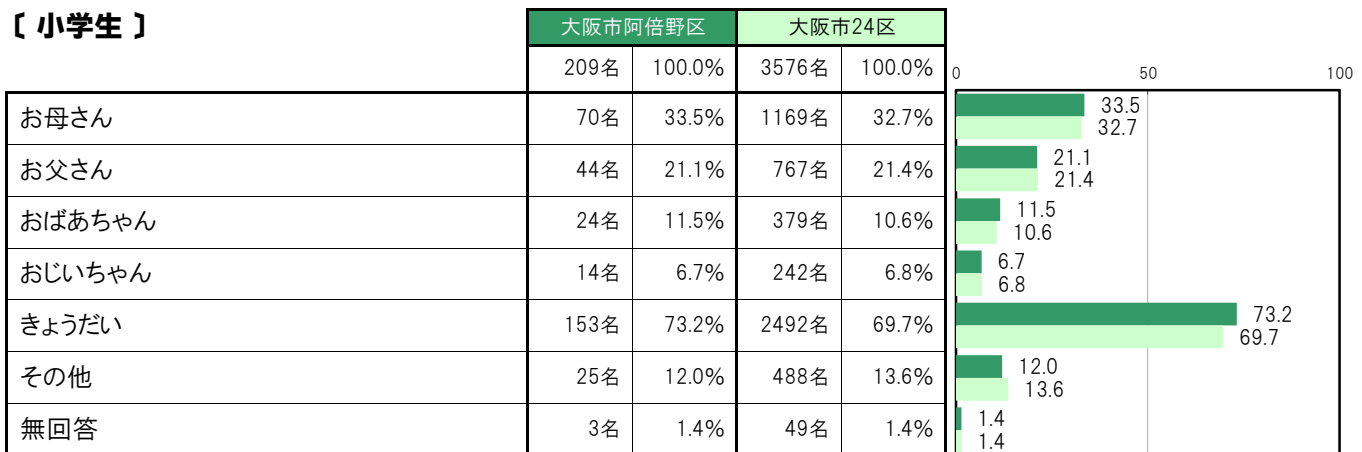 〔 小学生 〕
大阪市阿倍野区 大阪市24区
209名 100.0% 3576名 100.0%
0 50 100
お母さん 70名 33.5% 1169名 32.7%
33.5
32.7
お父さん 44名 21.1% 767名 21.4%
21.1
21.4
おばあちゃん 24名 11.5% 379名 10.6%
11.5
10.6
おじいちゃん 14名 6.7% 242名 6.8%
6.7
6.8
きょうだい 153名 73.2% 2492名 69.7%
73.2
69.7
その他 25名 12.0% 488名 13.6%
12.0
13.6
無回答 3名 1.4% 49名 1.4%
1.4
1.4